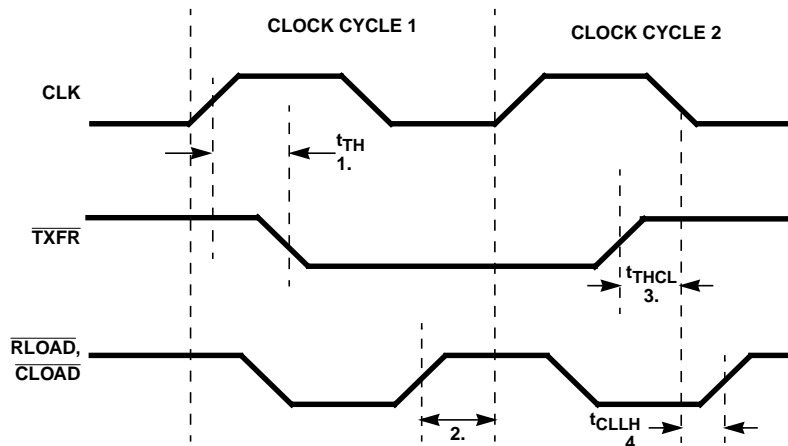 CLOCK CYCLE 1
CLOCK CYCLE 2
CLK
tTH
1.
TXFR
tTHCL
3.
RLOAD,
CLOAD
2.
tCLLH
4